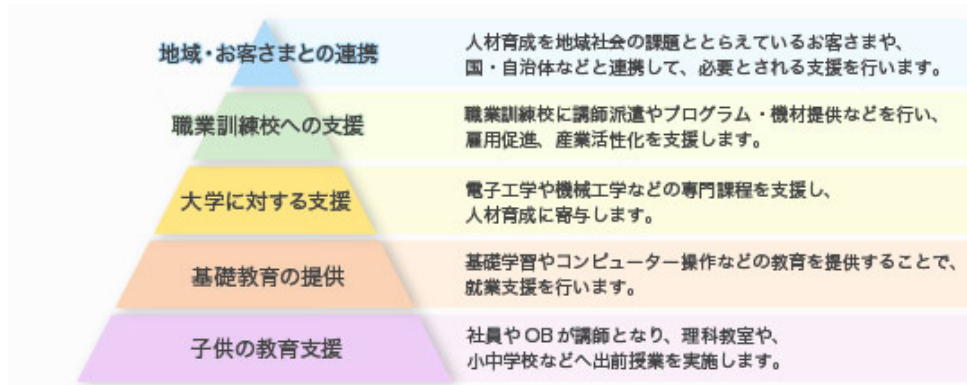 地域・お客さまとの連携
人材育成を地域社会の課題ととらえているお客さまや、
国・自治体などと連携して、必要とされる支援を行います。
職業訓練校への支援
職業訓練校に講師派遣やプログラム・機材提供などを行い、
雇用促進、産業活性化を支援します。
大学に対する支援
電子工学や機械工学などの専門課程を支援し、
人材育成に寄与します。
基礎教育の提供
基礎学習やコンピューター操作などの教育を提供することで、
就業支援を行います。
子供の教育支援
社員やOBが講師となり、理科教室や、
小中学校などへ出前授業を実施します。